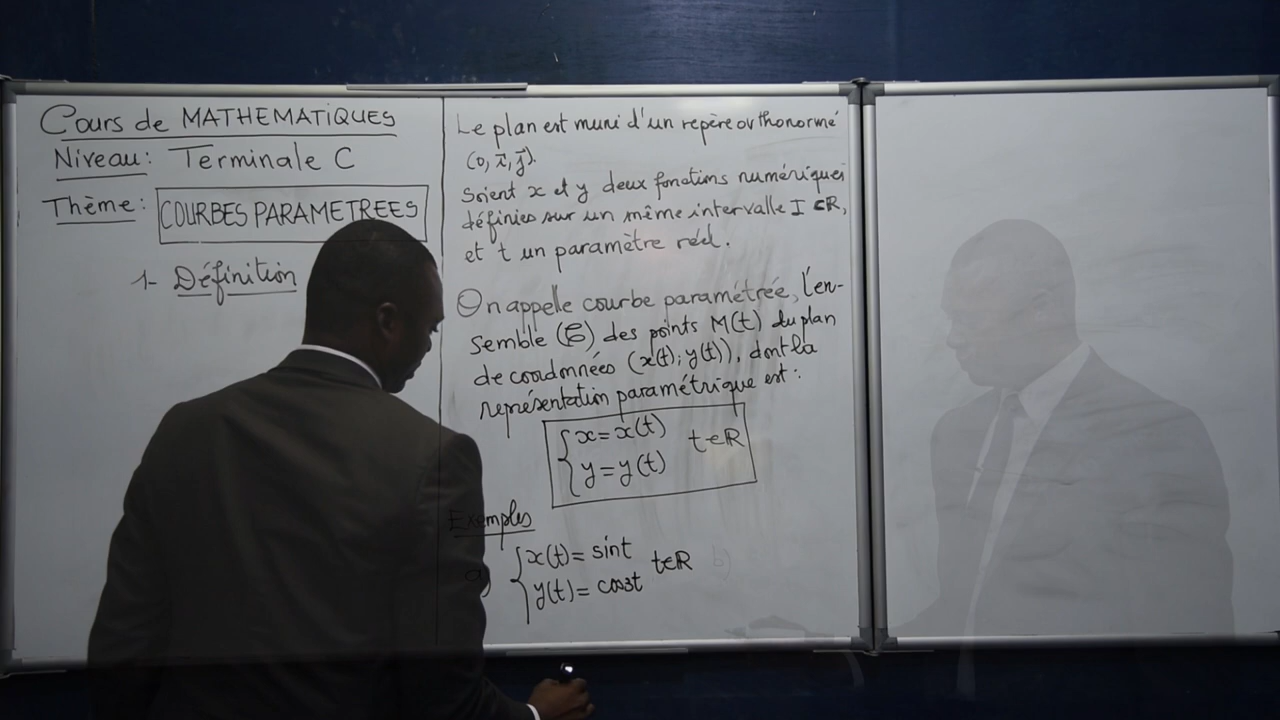 Cours de MATHEMATIQUES
Niveau: Terminale C
Thème: COURBES PARAMETREES
1- Définition
Le plan est muni d'un repère orthonormé
(o, i, j).
Soient x et y deux fonctions numériques
définies sur un même intervalle I ⊂ R,
et t un paramètre réel.
On appelle courbe paramétrée, l'en-
semble (C) des points M(t) du plan
de coordonnées (x(t); y(t)), dont la
représentation paramétrique est:
{x = x(t)
t∈R
{y = y(t)
Exemples
a) {x(t) = sint
t∈R b)
{y(t) = cos3t